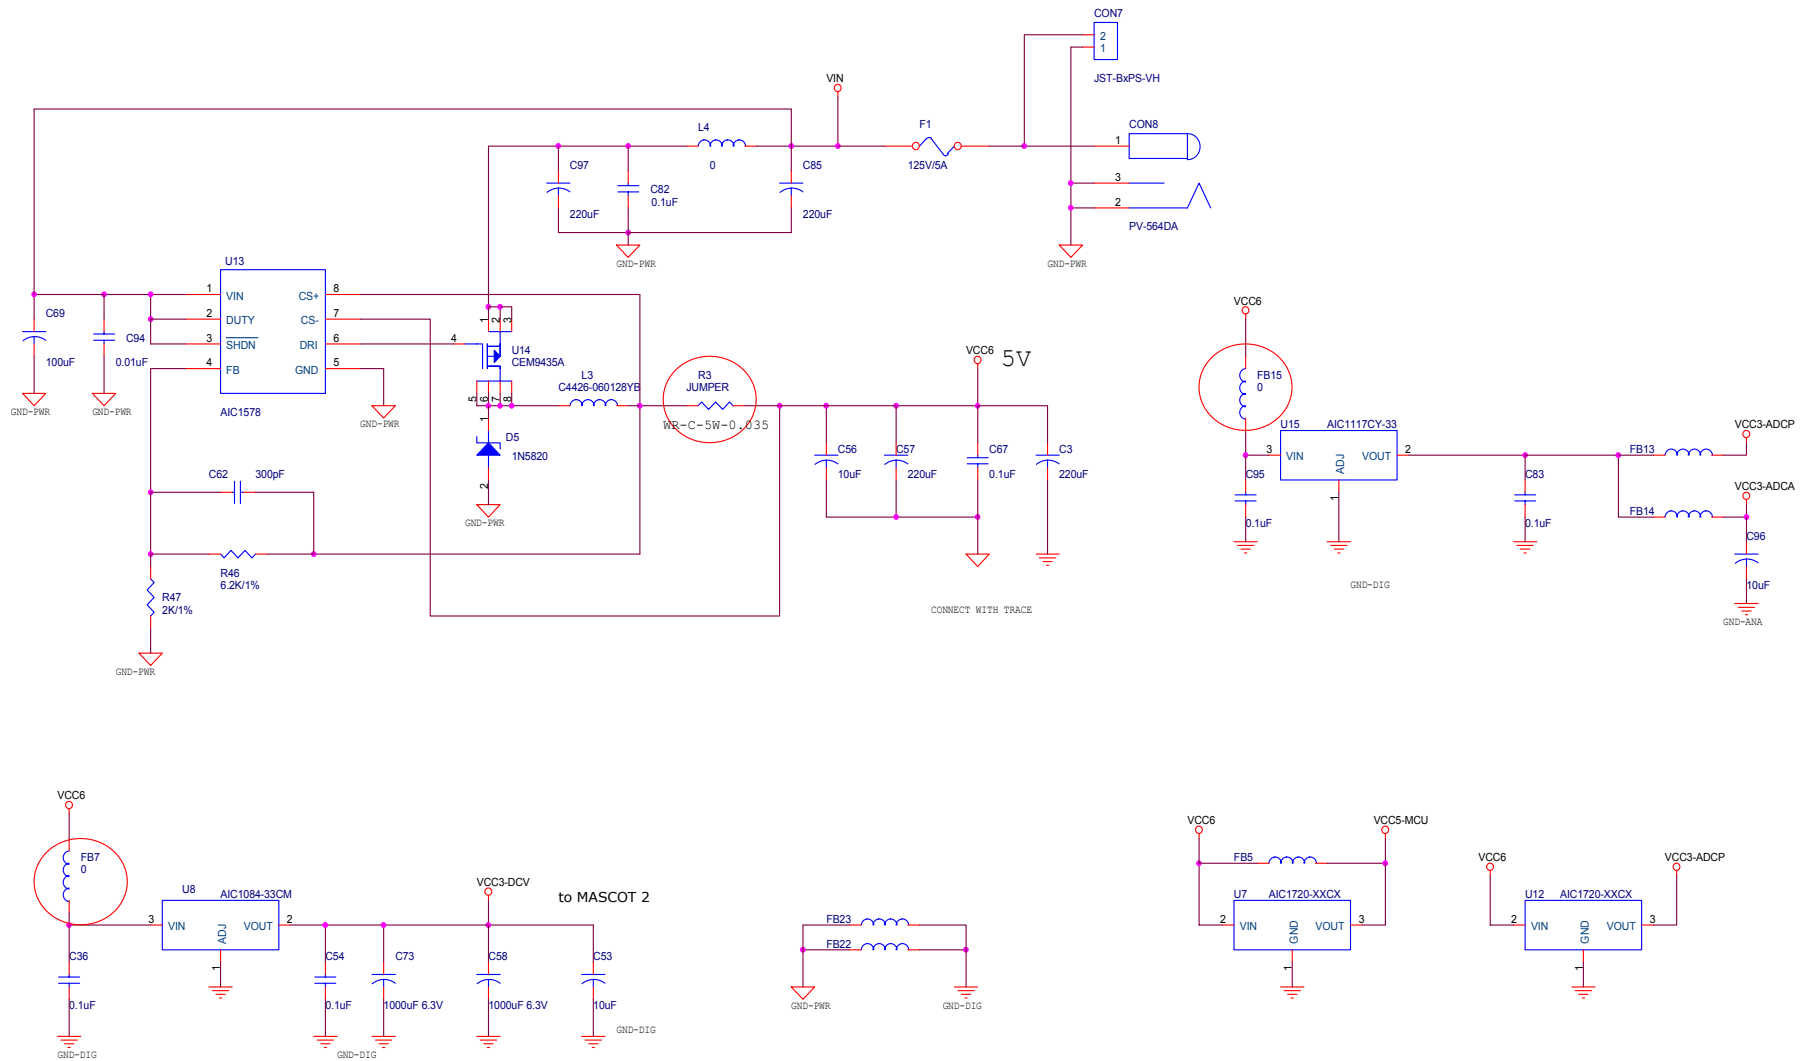 CON7
2
1
JST-BxPS-VH
VIN
L4
0
F1
125V/5A
CON8
1
3
2
PV-564DA
C97
220uF
C82
0.1uF
C85
220uF
GND-PWR
GND-PWR
U13
1
VIN
CS+
8
2
DUTY
CS-
7
3
SHDN
DRI
6
4
FB
GND
5
AIC1578
C69
100uF
C94
0.01uF
GND-PWR
GND-PWR
GND-PWR
1
2
3
4
U14
CEM9435A
5
6
7
8
L3
C4426-060128YB
R3
JUMPER
WR-C-5W-0.035
VCC6
5V
1
D5
1N5820
2
GND-PWR
C56
10uF
C57
220uF
C67
0.1uF
C3
220uF
C62
300pF
R46
6.2K/1%
R47
2K/1%
GND-PWR
CONNECT WITH TRACE
VCC6
FB15
0
U15
AIC1117CY-33
3
VIN
ADJ
VOUT
2
1
C95
0.1uF
C83
0.1uF
FB13
VCC3-ADCP
FB14
VCC3-ADCA
C96
10uF
GND-DIG
GND-ANA
VCC6
FB7
0
U8
AIC1084-33CM
3
VIN
ADJ
VOUT
2
1
C36
0.1uF
GND-DIG
VCC3-DCV
to MASCOT 2
C54
0.1uF
C73
1000uF 6.3V
C58
1000uF 6.3V
C53
10uF
GND-DIG
GND-DIG
FB23
FB22
GND-PWR
GND-DIG
VCC6
VCC5-MCU
FB5
U7
AIC1720-XXCX
2
VIN
GND
VOUT
3
1
VCC6
VCC3-ADCP
U12
AIC1720-XXCX
2
VIN
GND
VOUT
3
1